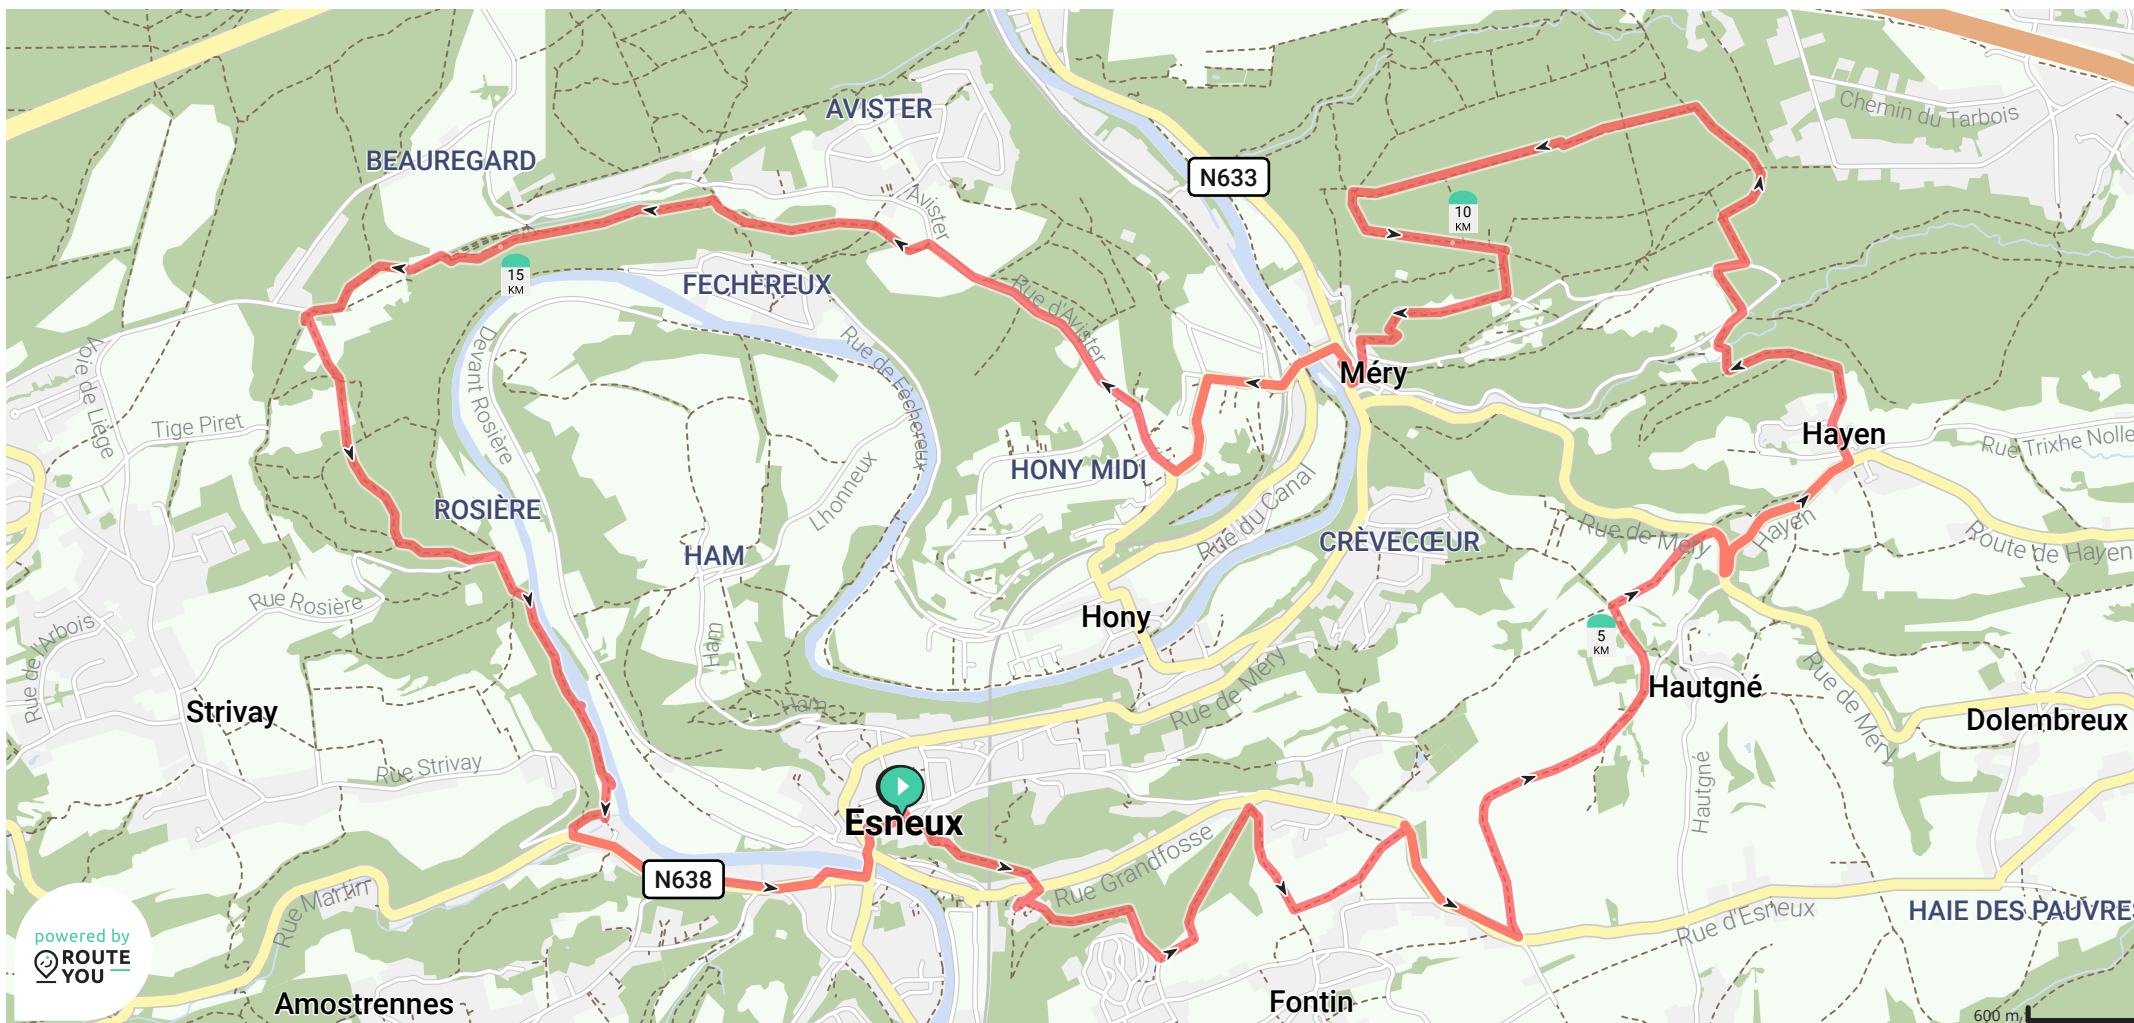 AVISTER
Chemin du Tarbois
BEAUREGARD
N633
Avister
10
KM
15
KM
FECHEREUX
Rue d'Avister
Voie de Liège
Devant Rosière
Rue de Fechereux
Méry
Tige Piret
Hayen
Rue Trixhe Nolle
HONY MIDI
Lhonneux
Rue du Canal
ROSIÈRE
CRÈVECŒUR
Rue de Méry
Hayen
Route de Hayen
HAM
Rue Rosière
Hony
5
KM
Rue de l'Arbois
Ham
Hautgné
Rue de Méry
Strivay
Ham
Rue de Méry
Dolembreux
Rue Strivay
Hautgné
Esneux
Rue Grandfosse
N638
Rue Martin
Rue d'Esneux
HAIE DES PAUVRES
powered by
ROUTE
YOU
Amostrennes
Fontin
600 m